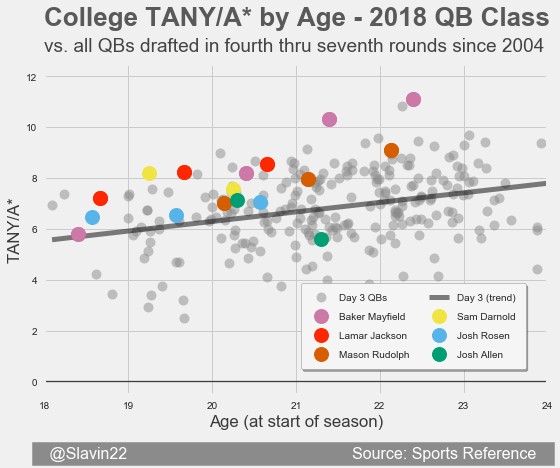 College TANY/A* by Age - 2018 QB Class
vs. all QBs drafted in fourth thru seventh rounds since 2004
12
10
8
6
4
2
0
TANY/A*
Day 3 QBs
Day 3 (trend)
Baker Mayfield
Sam Darnold
Lamar Jackson
Josh Rosen
Mason Rudolph
Josh Allen
18 19 20 21 22 23 24
Age (at start of season)
@Slavin22 Source: Sports Reference